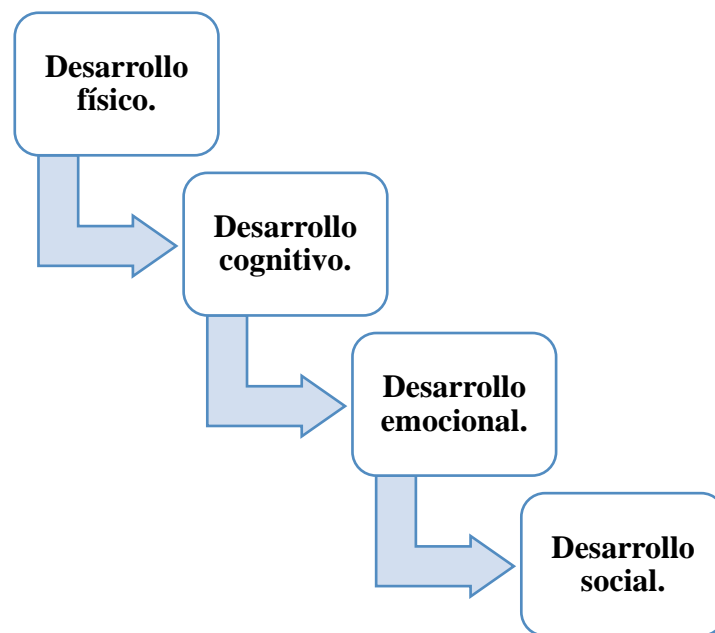 Desarrollo
físico.
Desarrollo
cognitivo.
Desarrollo
emocional.
Desarrollo
social.